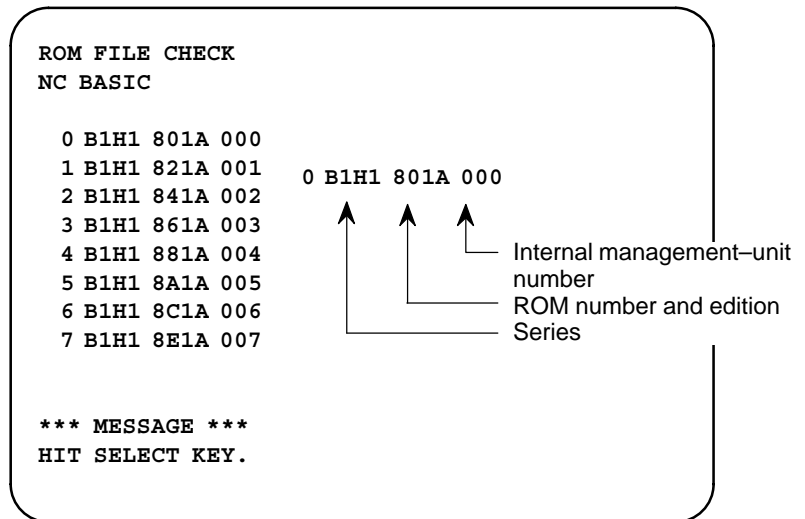 ROM FILE CHECK
NC BASIC
0 B1H1 801A 000
1 B1H1 821A 001
2 B1H1 841A 002
3 B1H1 861A 003
4 B1H1 881A 004
5 B1H1 8A1A 005
6 B1H1 8C1A 006
7 B1H1 8E1A 007
0 B1H1 801A 000
Internal management–unit
number
ROM number and edition
Series
*** MESSAGE ***
HIT SELECT KEY.